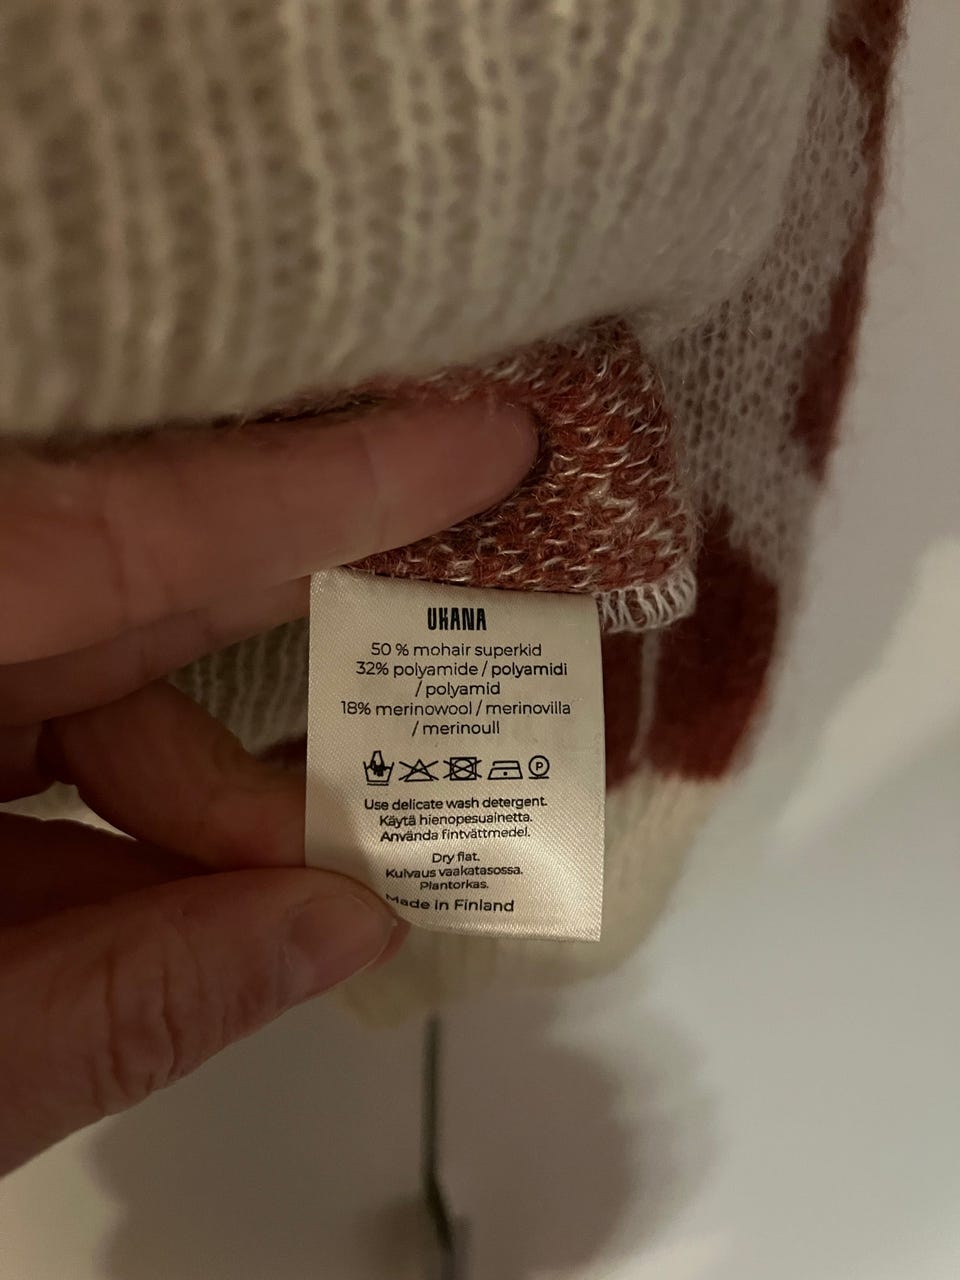 UHANA
50 % mohair superkid
32% polyamide / polyamidi
/ polyamid
18% merinowool / merinovilla
/ merinoull
P
Use delicate wash detergent.
Käytä hienopesuainetta.
Använda fintvättmedel.
Dry flat.
Kuivaus vaakatasossa.
Plantorkas.
Made in Finland